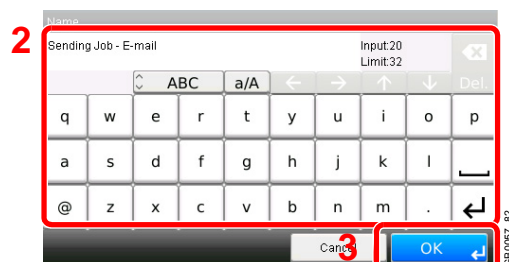 Name
2
Sending Job - E-mail
Input:20
Limit:32
ABC a/A Del.
q w e r t y u i o p
a s d f g h j k l
@ z x c v b n m .
Cancel
3
OK